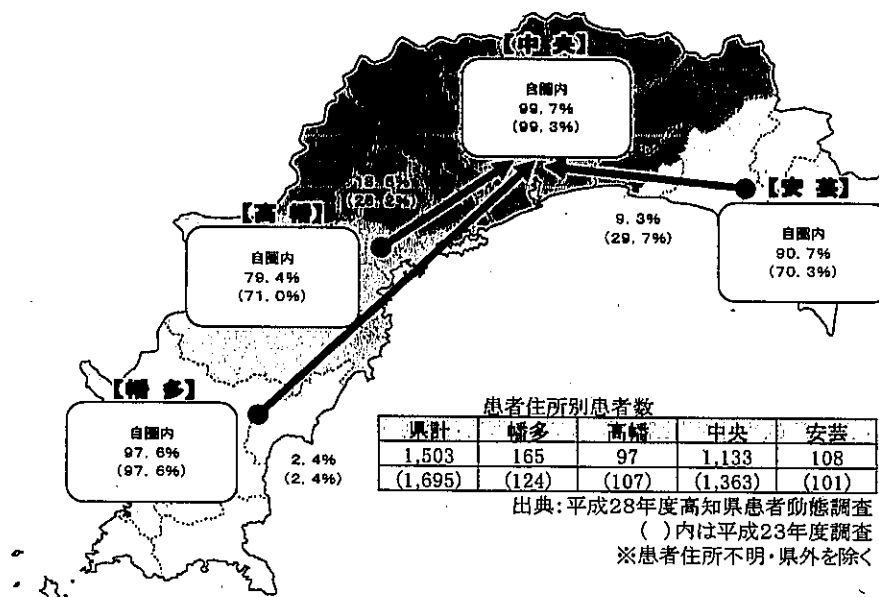 【中 央】
自圏内
99.7%
(99.3%)
【高 幡】
自圏内
79.4%
(71.0%)
【安 芸】
自圏内
90.7%
(70.3%)
9.3%
(29.7%)
【幡 多】
自圏内
97.6%
(97.6%)
2.4%
(2.4%)
患者住所別患者数
県計 幡多 高幡 中央 安芸
1,503 165 97 1,133 108
(1,695) (124) (107) (1,363) (101)
出典:平成28年度高知県患者動態調査
( )内は平成23年度調査
※患者住所不明・県外を除く